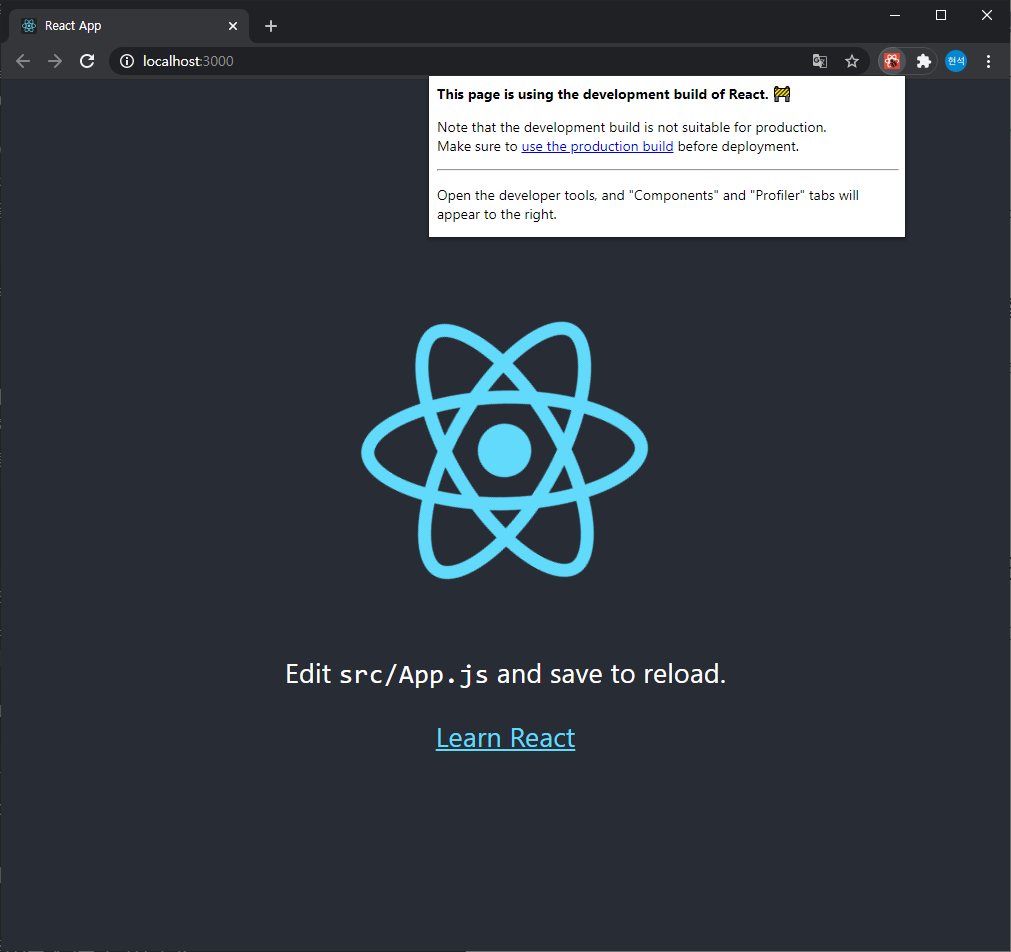 React App
localhost:3000
현석
This page is using the development build of React. 🚧
Note that the development build is not suitable for production.
Make sure to use the production build before deployment.
Open the developer tools, and "Components" and "Profiler" tabs will
appear to the right.
Edit src/App.js and save to reload.
Learn React